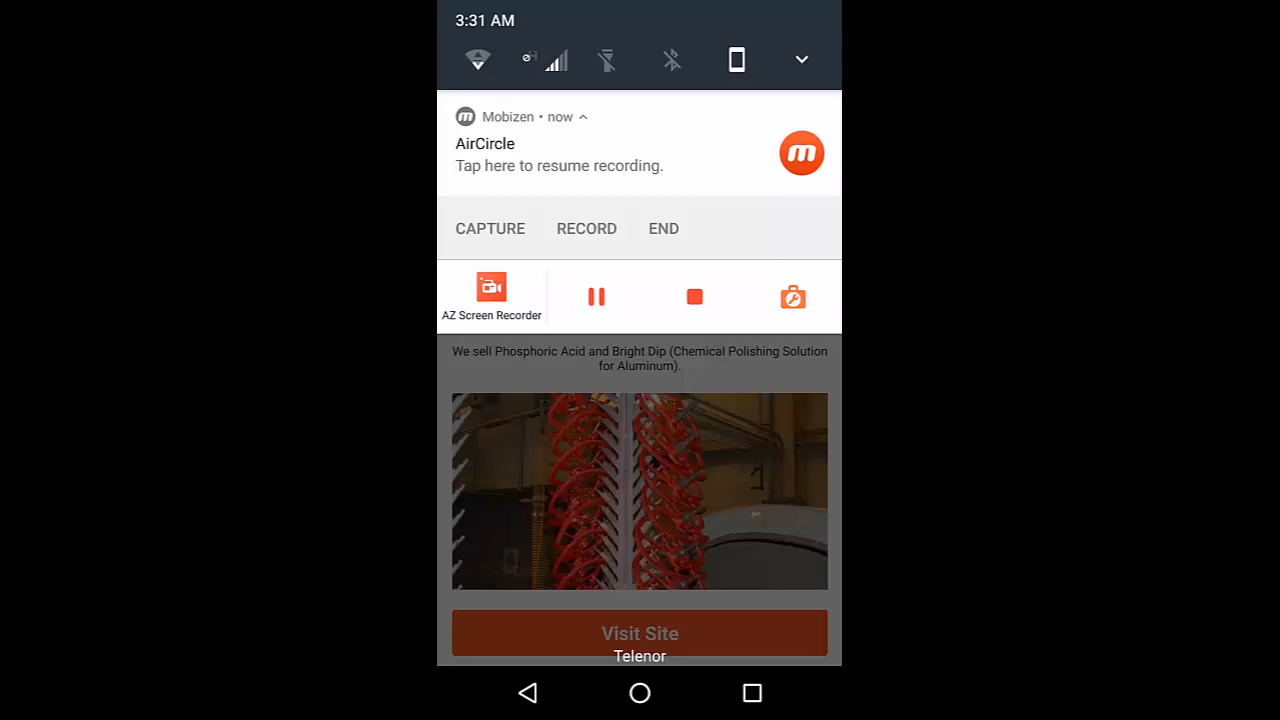 3:31 AM
Mobizen • now
AirCircle
Tap here to resume recording.
CAPTURE RECORD END
AZ Screen Recorder
We sell Phosphoric Acid and Bright Dip (Chemical Polishing Solution
for Aluminum).
Visit Site
Telenor